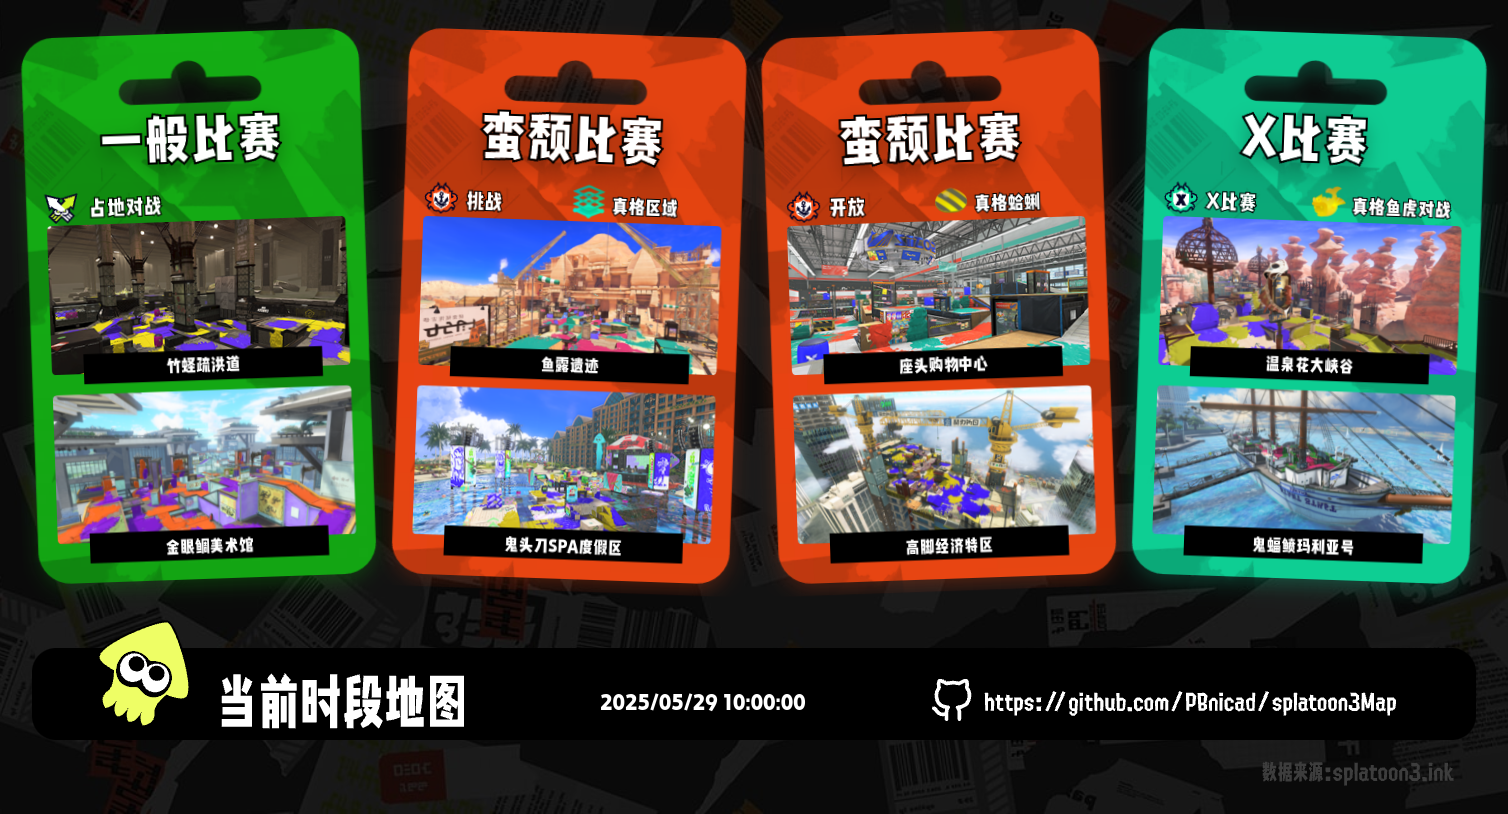 一般比赛
占地对战
竹蛏疏洪道
金眼鲷美术馆
蛮颓比赛
挑战
真格区域
鱼露遗迹
鬼头刀SPA度假区
蛮颓比赛
开放
真格蛤蜊
座头购物中心
高脚经济特区
X比赛
X比赛
真格鱼虎对战
温泉花大峡谷
鬼蝠鲼玛利亚号
当前时段地图
2025/05/29 10:00:00
https://github.com/PBnicad/splatoon3Map
数据来源:splatoon3.ink